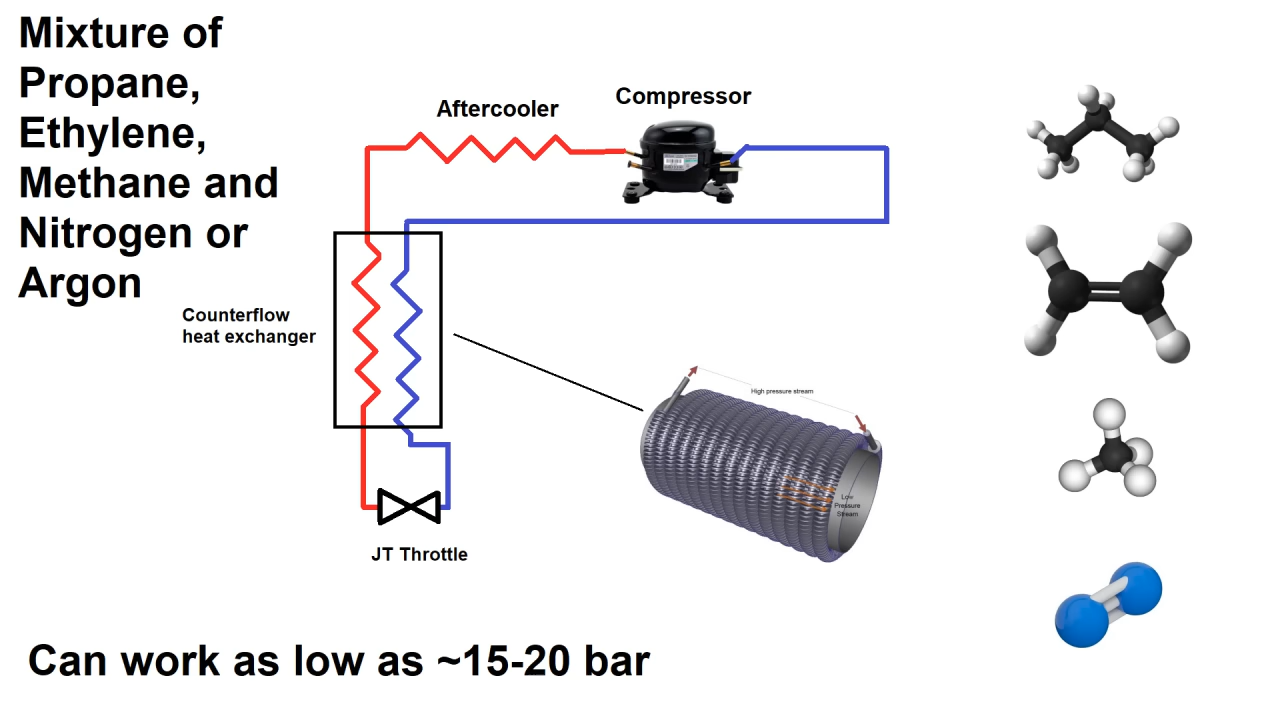 Mixture of
Propane,
Ethylene,
Methane and
Nitrogen or
Argon
Aftercooler
Compressor
Counterflow
heat exchanger
High pressure stream
Low
Pressure
Stream
JT Throttle
Can work as low as ~15-20 bar